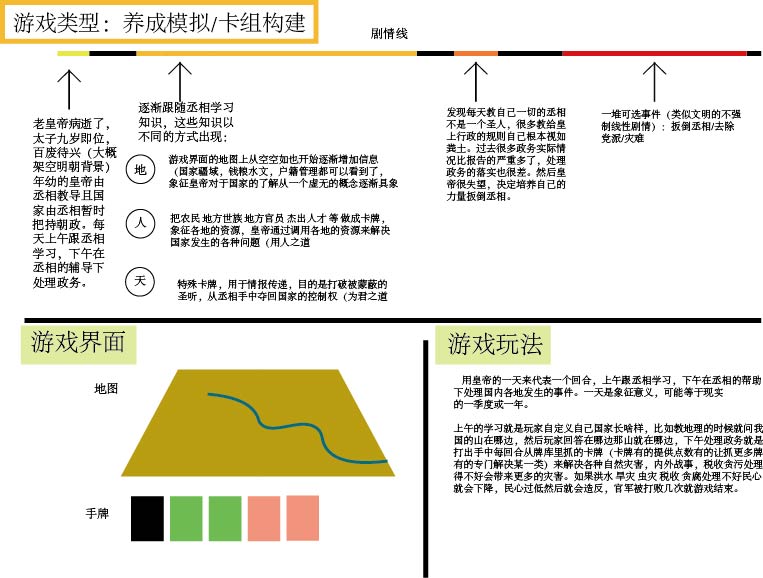 游戏类型：养成模拟/卡组构建
剧情线
老皇帝病逝了，
太子九岁即位，
百废待兴（大概
架空明朝背景）
年幼的皇帝由
丞相教导且国
家由丞相暂时
把持朝政。每
天上午跟丞相
学习，下午在
丞相的辅导下
处理政务。
逐渐跟随丞相学习
知识，这些知识以
不同的方式出现：
地
游戏界面的地图上从空空如也开始逐渐增加信息
（国家疆域，钱粮水文，户籍管理都可以看到了，
象征皇帝对于国家的了解从一个虚无的概念逐渐具象
人
把农民 地方世族 地方官员 杰出人才 等 做成卡牌，
象征各地的资源，皇帝通过调用各地的资源来解决
国家发生的各种问题（用人之道
天
特殊卡牌，用于情报传递，目的是打破被蒙蔽的
圣听，从丞相手中夺回国家的控制权（为君之道
发现每天教自己一切的丞相
不是一个圣人，很多教给皇
上行政的规则自己根本视如
粪土。过去很多政务实际情
况比报告的严重多了，处理
政务的落实也很差。然后皇
帝很失望，决定培养自己的
力量扳倒丞相。
一堆可选事件（类似文明的不强
制线性剧情）：扳倒丞相/去除
党派/灾难
游戏界面
地图
手牌
游戏玩法
用皇帝的一天来代表一个回合，上午跟丞相学习，下午在丞相的帮助
下处理国内各地发生的事件。一天是象征意义，可能等于现实
的一季度或一年。
上午的学习就是玩家自定义自己国家长啥样，比如教地理的时候就问我
国的山在哪边，然后玩家回答在哪边那山就在哪边，下午处理政务就是
打出手中每回合从牌库里抓的卡牌（卡牌有的提供点数有的让抓更多牌
有的专门解决某一类）来解决各种自然灾害，内外战事，税收贪污处理
得不好会带来更多的灾害。如果洪水 旱灾 虫灾 税收 贪腐处理不好民心
就会下降，民心过低然后就会造反，官军被打败几次就游戏结束。